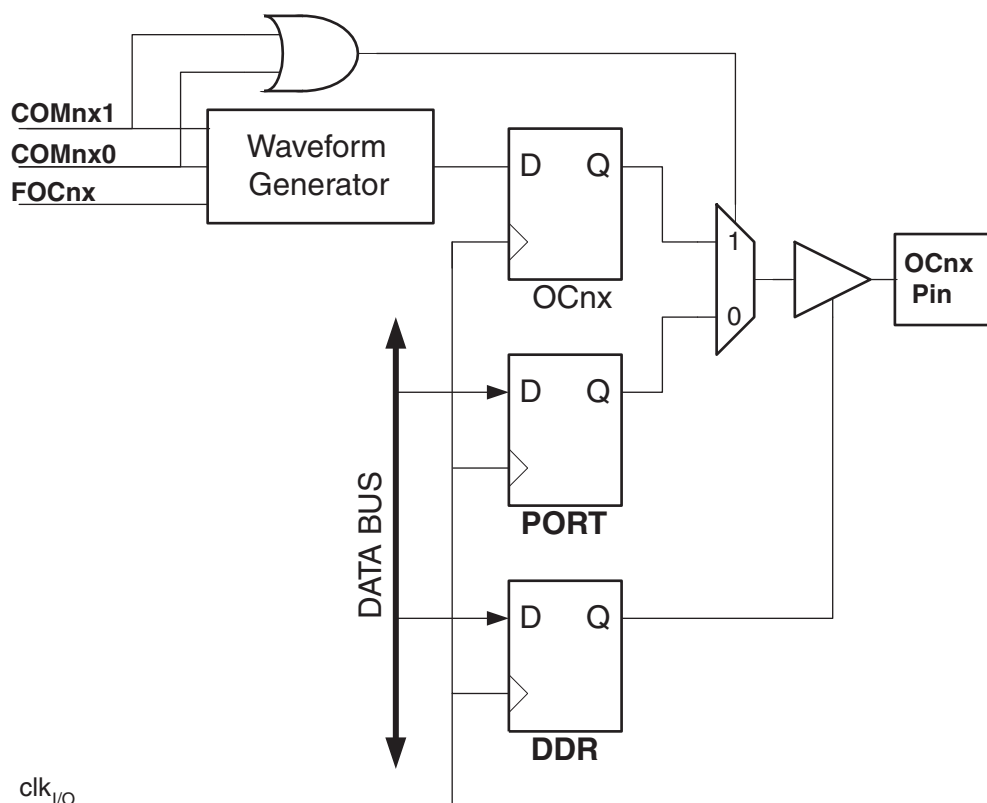 COMnx1
COMnx0
FOCnx
Waveform
Generator
D Q
OCnx
1
0
OCnx
Pin
D Q
PORT
DATA BUS
D Q
DDR
clkI/O